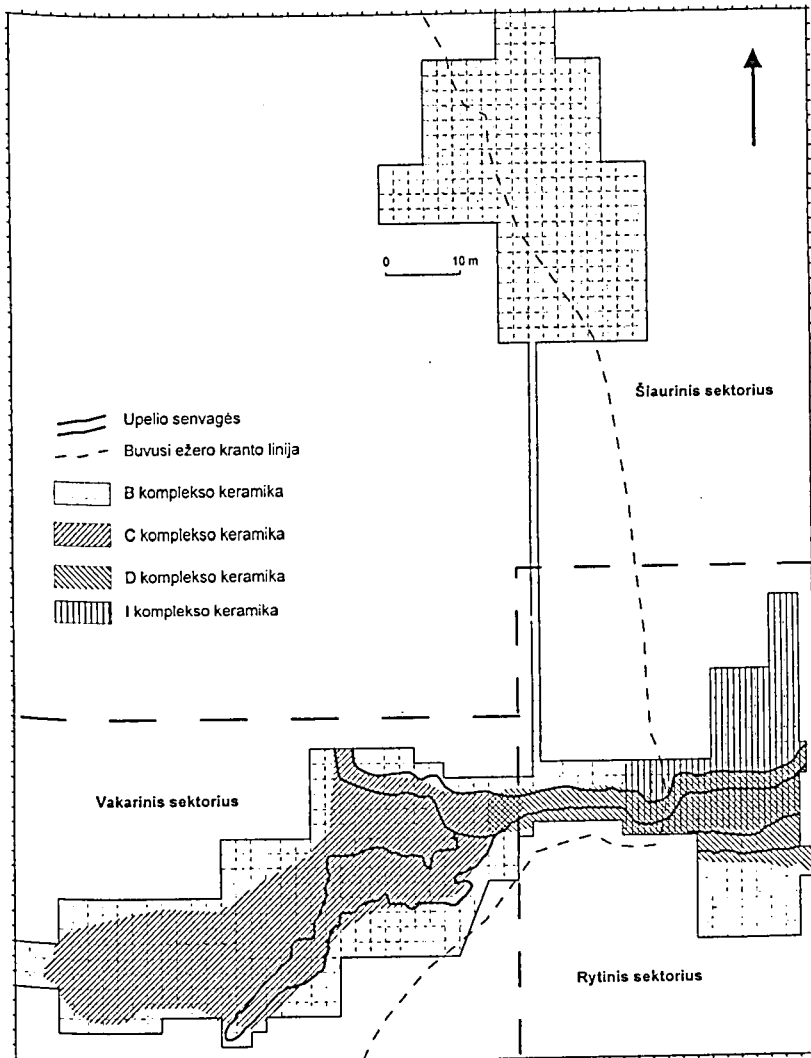 0 10 m
Šiaurinis sektorius
Upelio senvagės
Buvusi ežero kranto linija
B komplekso keramika
C komplekso keramika
D komplekso keramika
I komplekso keramika
Vakarinis sektorius
Rytinis sektorius